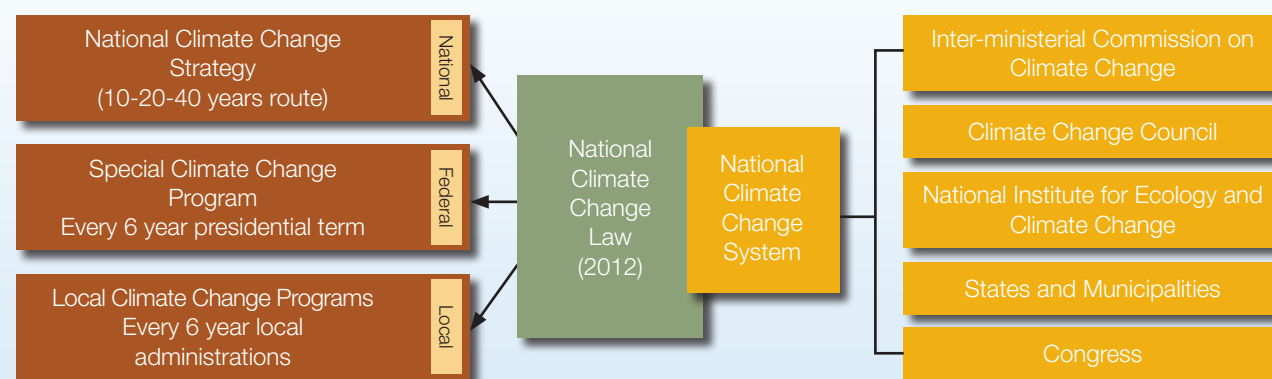 National Climate Change
Strategy
(10-20-40 years route)
National
Special Climate Change
Program
Every 6 year presidential term
Federal
Local Climate Change Programs
Every 6 year local
administrations
Local
National
Climate
Change
Law
(2012)
National
Climate
Change
System
Inter-ministerial Commission on
Climate Change
Climate Change Council
National Institute for Ecology and
Climate Change
States and Municipalities
Congress